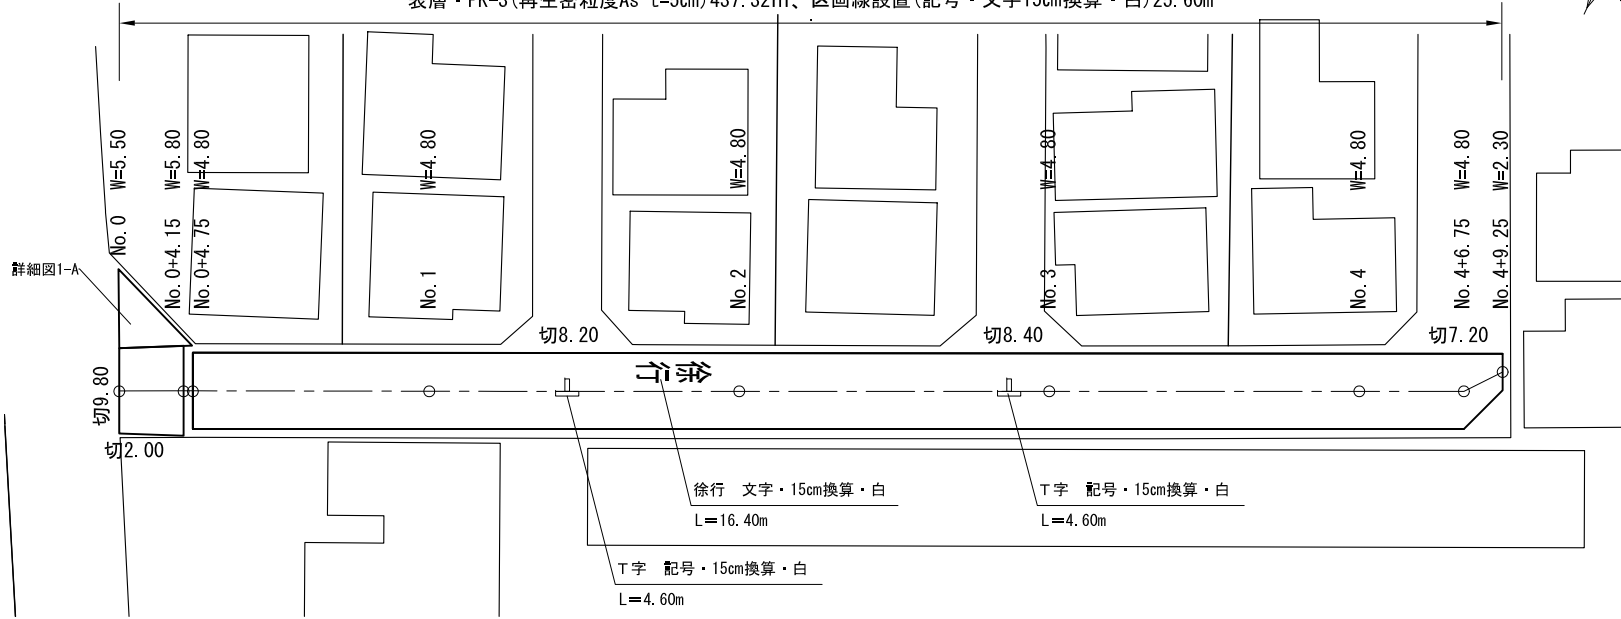 表層・PK-3(再生密粒度As t=5cm)437.32㎡、区画線設置(記号・文字15cm換算・白)25.60m
W=5.50
W=5.80
W=4.80
W=4.80
W=4.80
W=4.80
W=4.80
W=4.80
W=2.30
No.0
No.0+4.15
No.0+4.75
No.1
No.2
No.3
No.4
No.4+6.75
No.4+9.25
詳細図1-A
切8.20
切8.40
切7.20
徐行
切9.80
切2.00
徐行 文字・15cm換算・白
L=16.40m
T字 記号・15cm換算・白
L=4.60m
T字 記号・15cm換算・白
L=4.60m